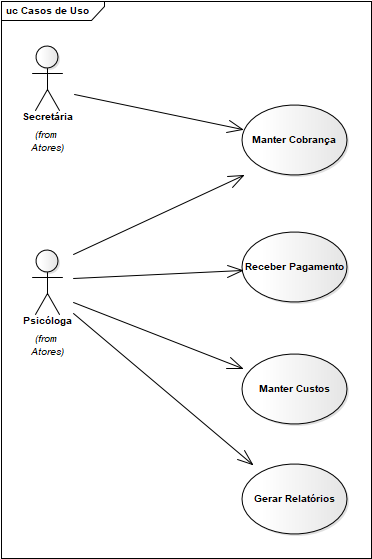 uc Casos de Uso
Secretária
(from
Atores)
Manter Cobrança
Receber Pagamento
Psicóloga
(from
Atores)
Manter Custos
Gerar Relatórios